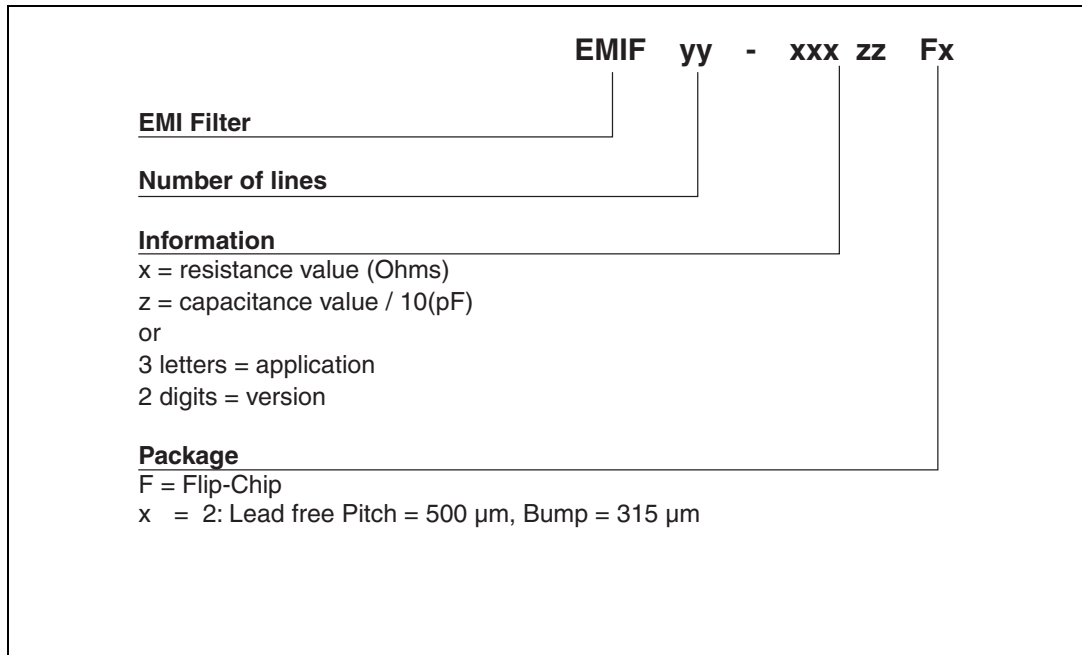 EMIF yy - xxx zz Fx
EMI Filter
Number of lines
Information
x = resistance value (Ohms)
z = capacitance value / 10(pF)
or
3 letters = application
2 digits = version
Package
F = Flip-Chip
x = 2: Lead free Pitch = 500 µm, Bump = 315 µm